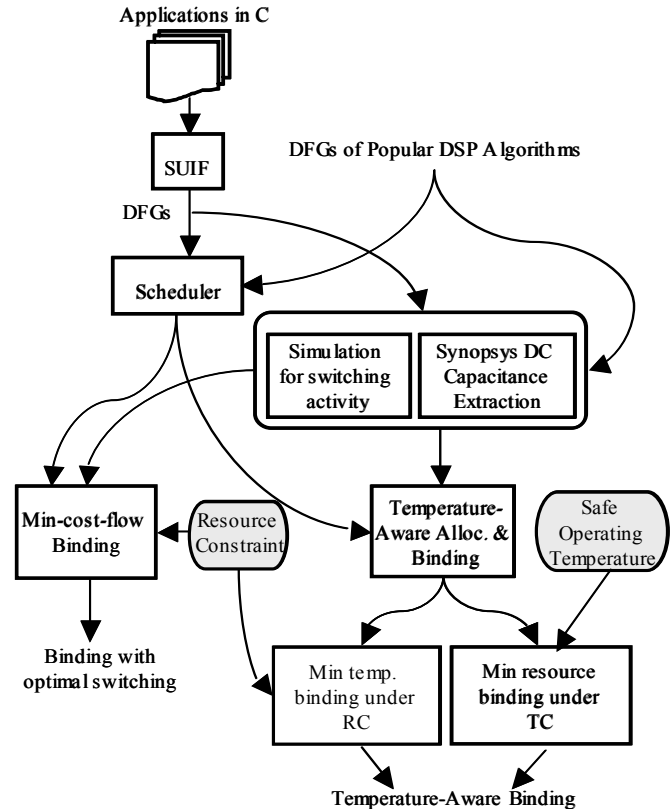 Applications in C
SUIF
DFGs of Popular DSP Algorithms
DFGs
Scheduler
Simulation
for switching
activity
Synopsys DC
Capacitance
Extraction
Min-cost-flow
Binding
Resource
Constraint
Temperature-
Aware Alloc. &
Binding
Safe
Operating
Temperature
Binding with
optimal switching
Min temp.
binding under
RC
Min resource
binding under
TC
Temperature-Aware Binding